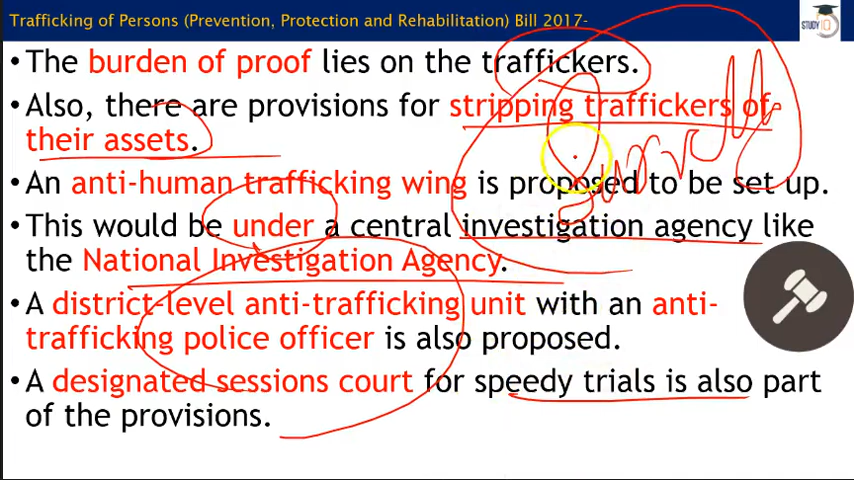 Trafficking of Persons (Prevention, Protection and Rehabilitation) Bill 2017-
STUDY IQ
• The burden of proof lies on the traffickers.
• Also, there are provisions for stripping traffickers of
their assets.
• An anti-human trafficking wing is proposed to be set up.
• This would be under a central investigation agency like
the National Investigation Agency.
• A district-level anti-trafficking unit with an anti-
trafficking police officer is also proposed.
• A designated sessions court for speedy trials is also part
of the provisions.